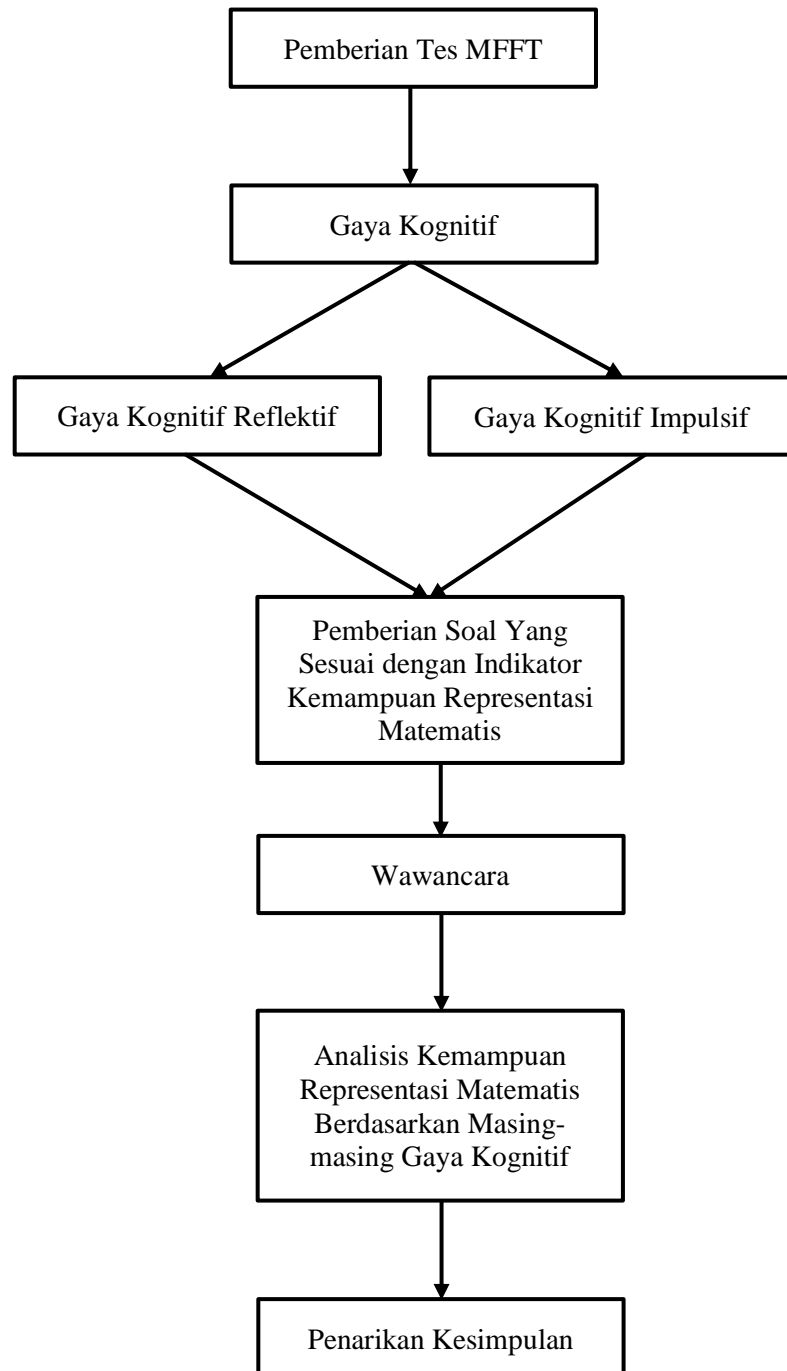 Pemberian Tes MFFT
Gaya Kognitif
Gaya Kognitif Reflektif
Gaya Kognitif Impulsif
Pemberian Soal Yang
Sesuai dengan Indikator
Kemampuan Representasi
Matematis
Wawancara
Analisis Kemampuan
Representasi Matematis
Berdasarkan Masing-
masing Gaya Kognitif
Penarikan Kesimpulan